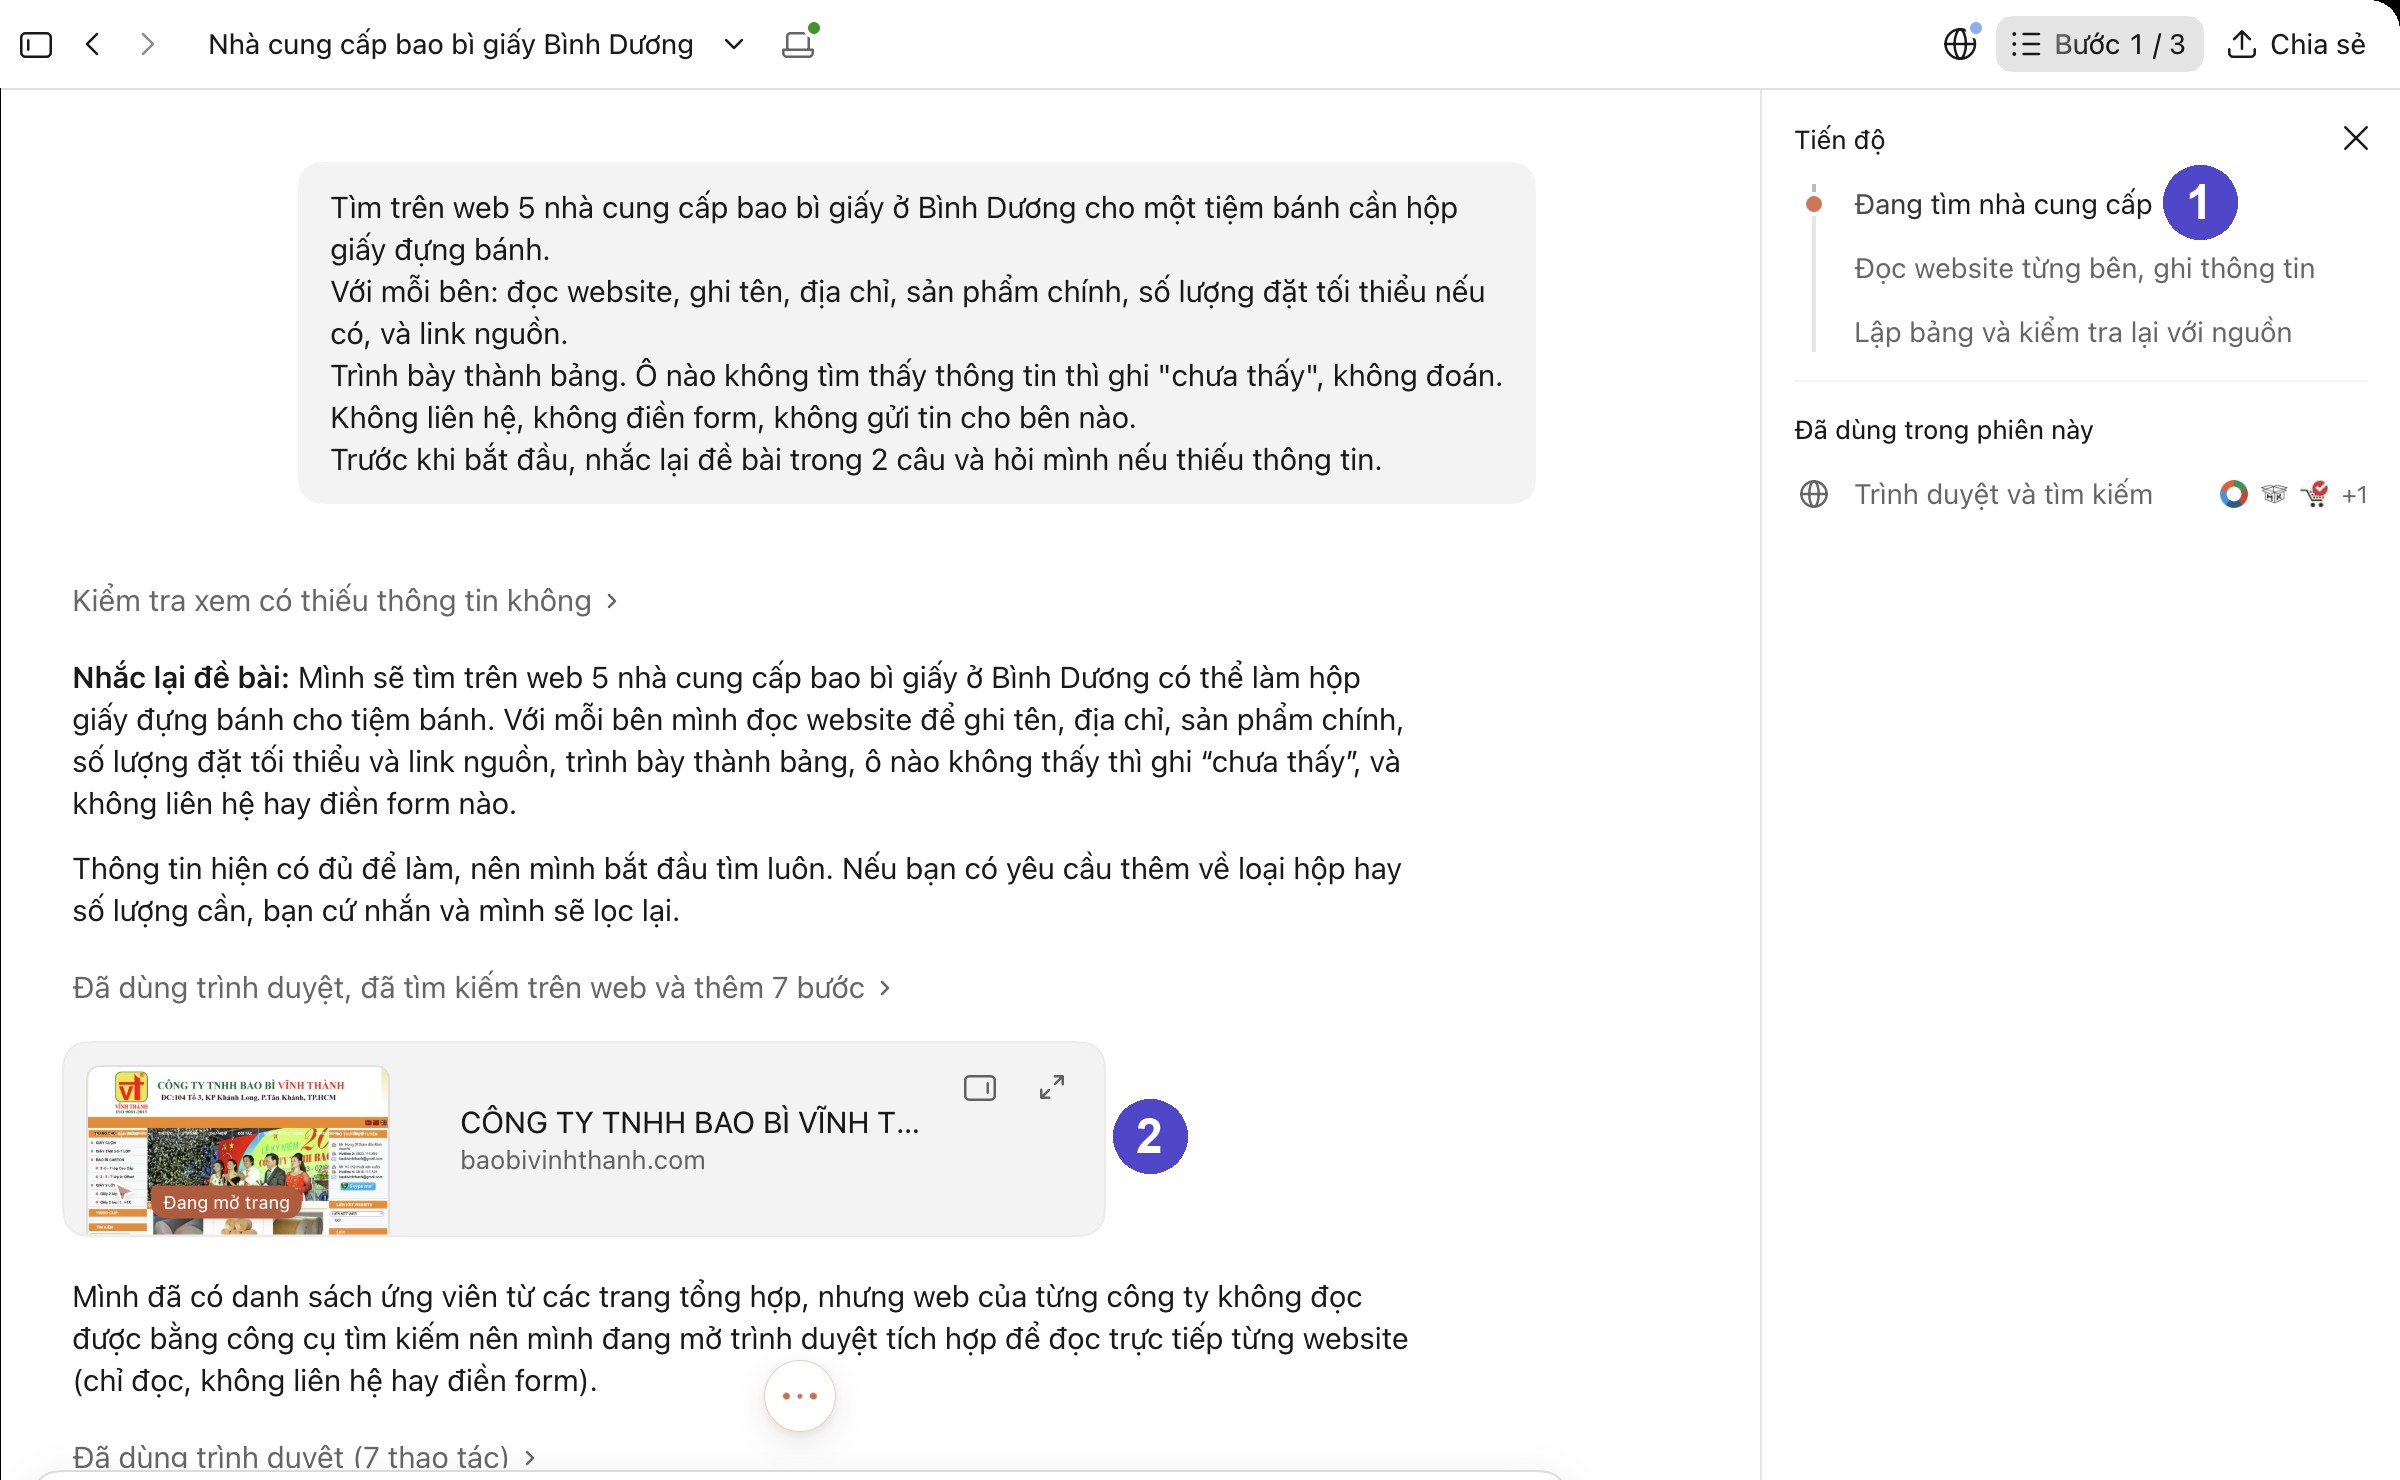 Nhà cung cấp bao bì giấy Bình Dương
Bước 1 / 3
Chia sẻ
Tìm trên web 5 nhà cung cấp bao bì giấy ở Bình Dương cho một tiệm bánh cần hộp
giấy đựng bánh.
Với mỗi bên: đọc website, ghi tên, địa chỉ, sản phẩm chính, số lượng đặt tối thiểu nếu
có, và link nguồn.
Trình bày thành bảng. Ô nào không tìm thấy thông tin thì ghi "chưa thấy", không đoán.
Không liên hệ, không điền form, không gửi tin cho bên nào.
Trước khi bắt đầu, nhắc lại đề bài trong 2 câu và hỏi mình nếu thiếu thông tin.
Kiểm tra xem có thiếu thông tin không
Nhắc lại đề bài: Mình sẽ tìm trên web 5 nhà cung cấp bao bì giấy ở Bình Dương có thể làm hộp
giấy đựng bánh cho tiệm bánh. Với mỗi bên mình đọc website để ghi tên, địa chỉ, sản phẩm chính,
số lượng đặt tối thiểu và link nguồn, trình bày thành bảng, ô nào không thấy thì ghi “chưa thấy”, và
không liên hệ hay điền form nào.
Thông tin hiện có đủ để làm, nên mình bắt đầu tìm luôn. Nếu bạn có yêu cầu thêm về loại hộp hay
số lượng cần, bạn cứ nhắn và mình sẽ lọc lại.
Đã dùng trình duyệt, đã tìm kiếm trên web và thêm 7 bước
CÔNG TY TNHH BAO BÌ VĨNH THÀNH
ĐC:104 Tổ 3, KP Khánh Long, P.Tân Khánh, TP.HCM
Đang mở trang
CÔNG TY TNHH BAO BÌ VĨNH T...
baobivinhthanh.com
2
Mình đã có danh sách ứng viên từ các trang tổng hợp, nhưng web của từng công ty không đọc
được bằng công cụ tìm kiếm nên mình đang mở trình duyệt tích hợp để đọc trực tiếp từng website
(chỉ đọc, không liên hệ hay điền form).
Đã dùng trình duyệt (7 thao tác)
Tiến độ
Đang tìm nhà cung cấp
1
Đọc website từng bên, ghi thông tin
Lập bảng và kiểm tra lại với nguồn
Đã dùng trong phiên này
Trình duyệt và tìm kiếm
+1